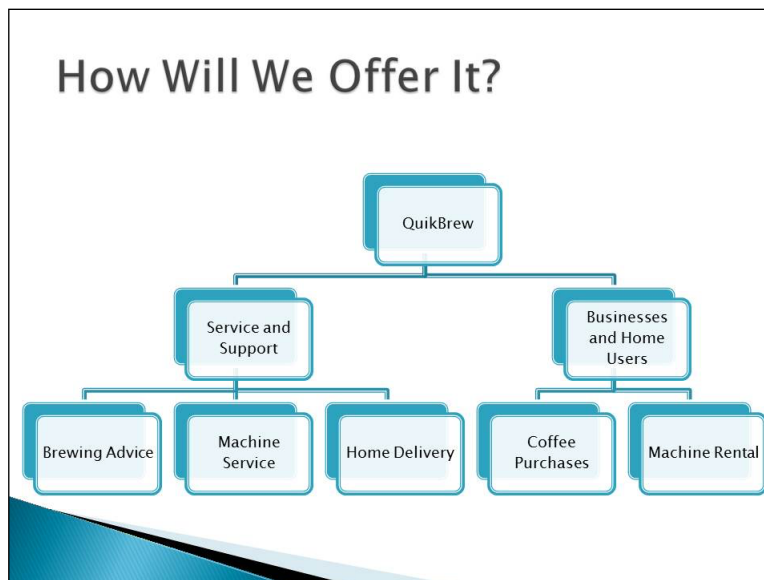 How Will We Offer It?
QuikBrew
Service and
Support
Businesses
and Home
Users
Brewing Advice
Machine
Service
Home Delivery
Coffee
Purchases
Machine Rental